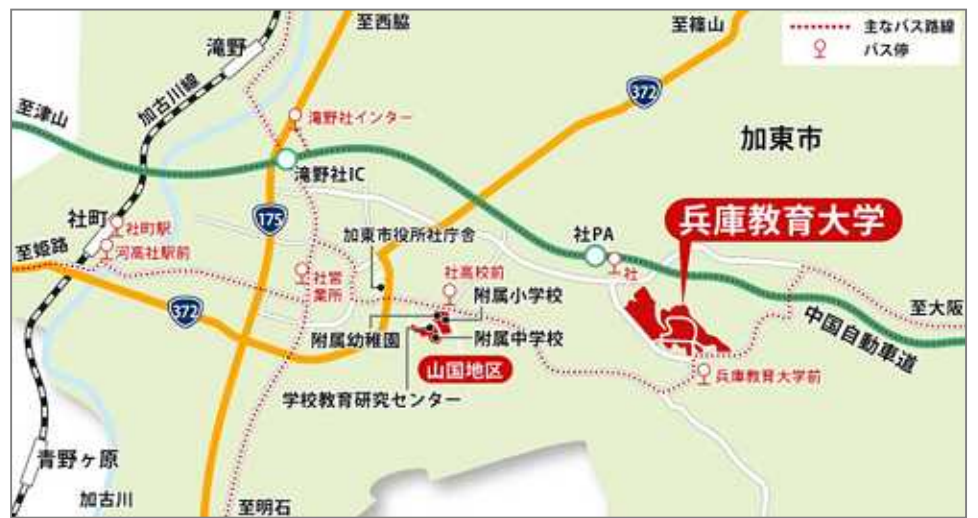 至西脇
至篠山
主なバス路線
バス停
滝野
加古川線
372
至津山
滝野社インター
加東市
滝野社IC
兵庫教育大学
社町
社町駅
175
加東市役所社庁舎
社PA
至姫路
河高社駅前
社
社営
業所
社高校前
附属小学校
至大阪
372
附属幼稚園
附属中学校
中国自動車道
山国地区
兵庫教育大学前
学校教育研究センター
青野ヶ原
加古川
至明石